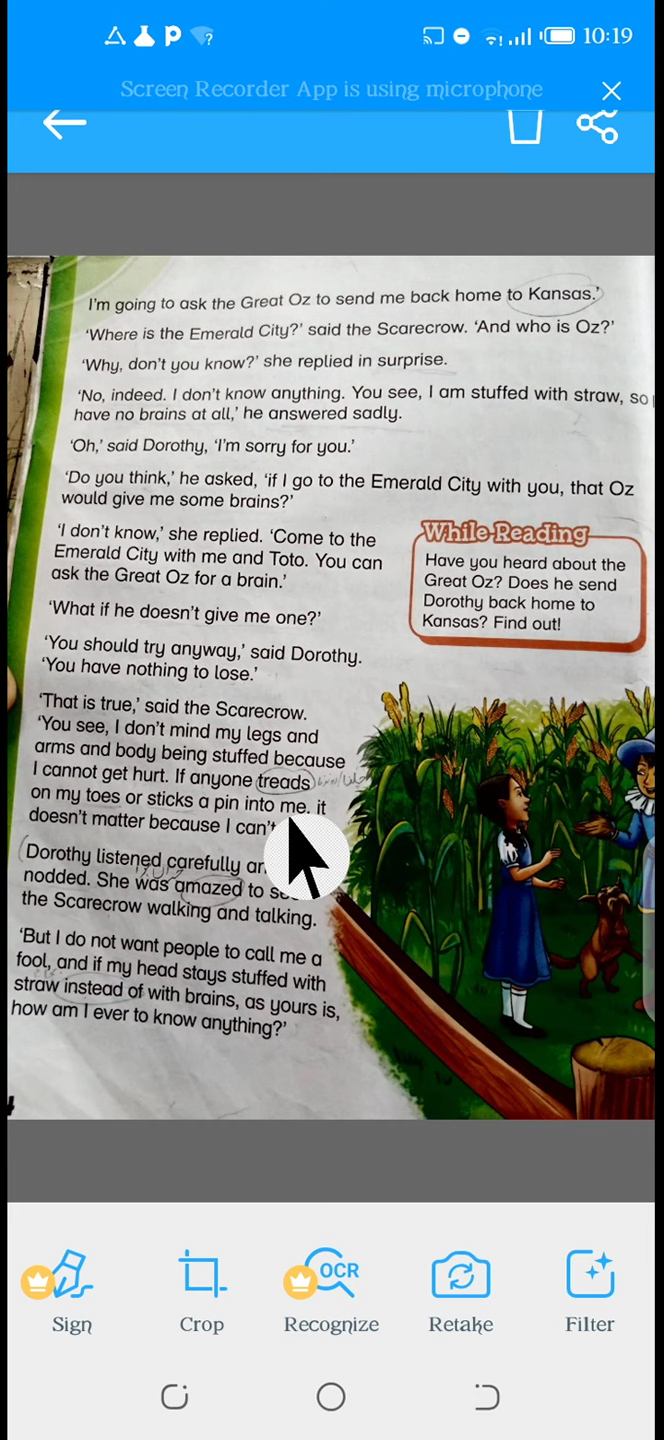 10:19
Screen Recorder App is using microphone
I'm going to ask the Great Oz to send me back home to Kansas.'
'Where is the Emerald City?' said the Scarecrow. 'And who is Oz?'
'Why, don't you know?' she replied in surprise.
'No, indeed. I don't know anything. You see, I am stuffed with straw, so
have no brains at all,' he answered sadly.
'Oh,' said Dorothy, 'I'm sorry for you.'
'Do you think,' he asked, 'if I go to the Emerald City with you, that Oz
would give me some brains?'
'I don't know,' she replied. 'Come to the
Emerald City with me and Toto. You can
ask the Great Oz for a brain.'
'What if he doesn't give me one?'
'You should try anyway,' said Dorothy.
'You have nothing to lose.'
'That is true,' said the Scarecrow.
'You see, I don't mind my legs and
arms and body being stuffed because
I cannot get hurt. If anyone treads
on my toes or sticks a pin into me, it
doesn't matter because I can't
Dorothy listened carefully
nodded. She was amazed to
the Scarecrow walking and talking.
'But I do not want people to call me a
fool, and if my head stays stuffed with
straw instead of with brains, as yours is,
how am I ever to know anything?'
While Reading
Have you heard about the
Great Oz? Does he send
Dorothy back home to
Kansas? Find out!
Sign
Crop
OCR
Recognize
Retake
Filter